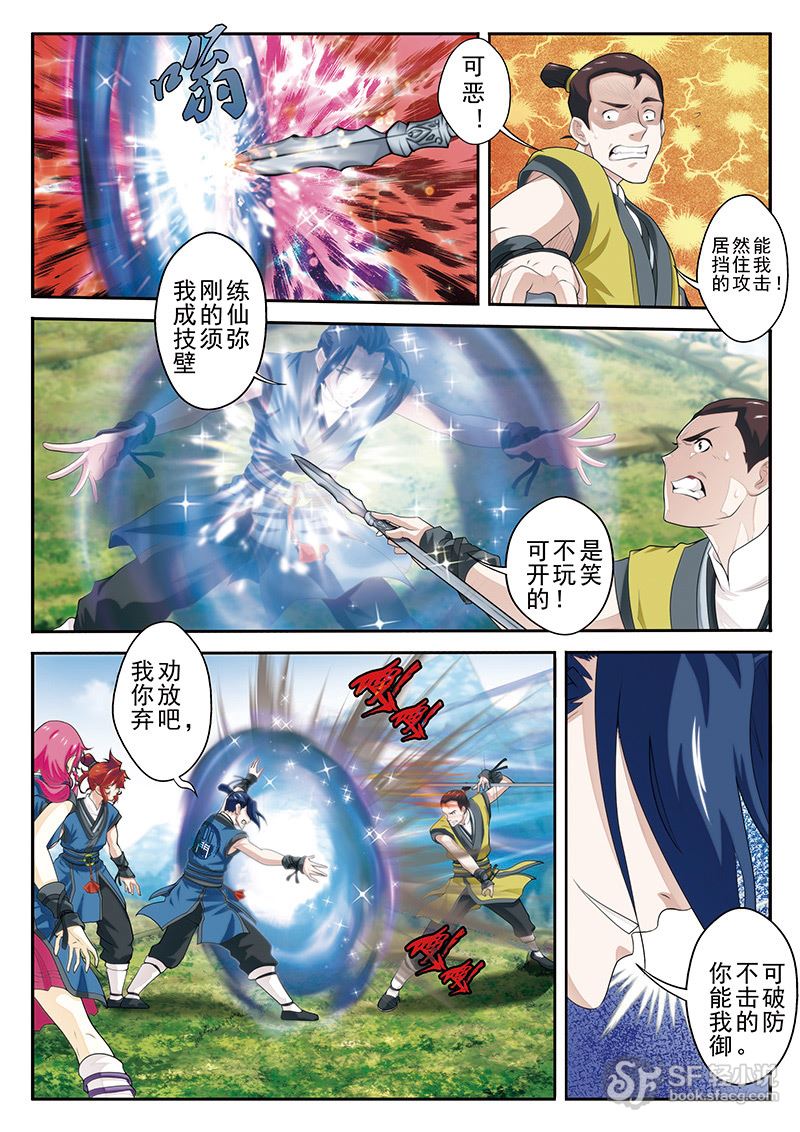 嗡
可恶！
居然能
挡住我
的攻击！
我刚练
成的仙
技须弥
壁
可不是
开玩笑
的！
我劝
你放
弃吧，
你不可
能击破
我的防
御。
SF轻小说
book.sfacg.com